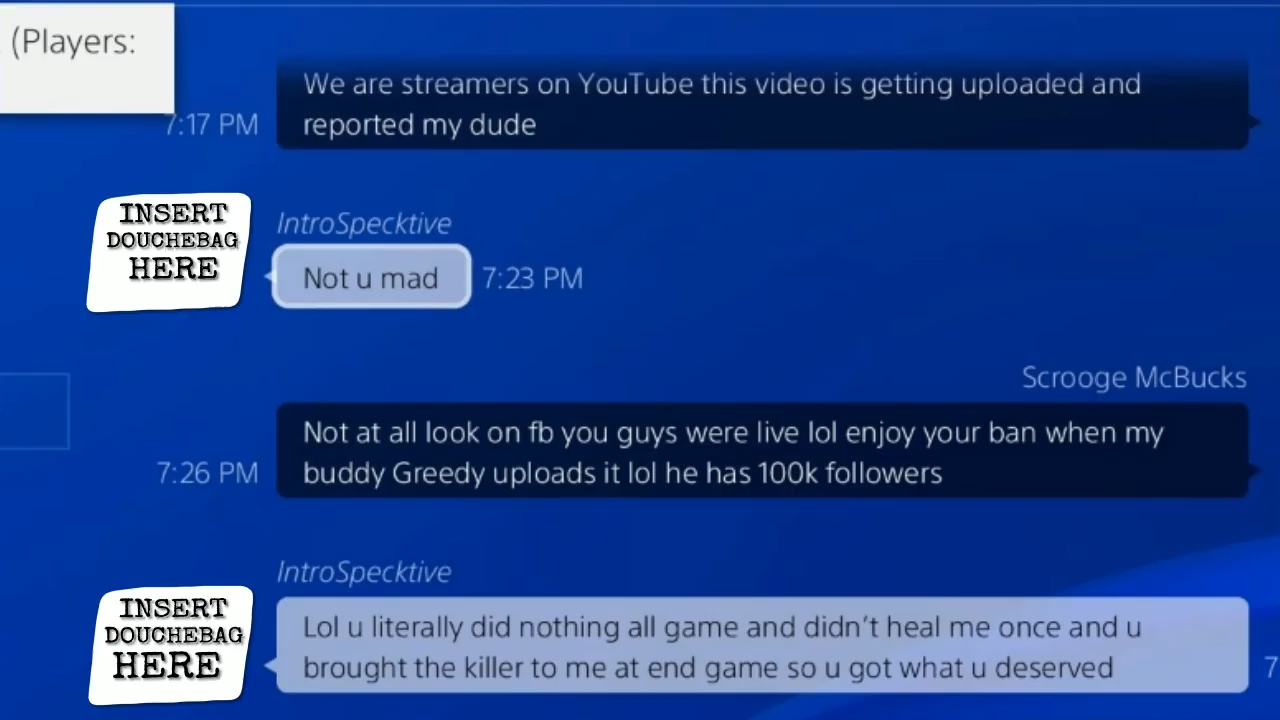 (Players:
We are streamers on YouTube this video is getting uploaded and
reported my dude
7:17 PM
INSERT
DOUCHEBAG
HERE
IntroSpecktive
Not u mad
7:23 PM
Scrooge McBucks
Not at all look on fb you guys were live lol enjoy your ban when my
buddy Greedy uploads it lol he has 100k followers
7:26 PM
INSERT
DOUCHEBAG
HERE
IntroSpecktive
Lol u literally did nothing all game and didn't heal me once and u
brought the killer to me at end game so u got what u deserved
7